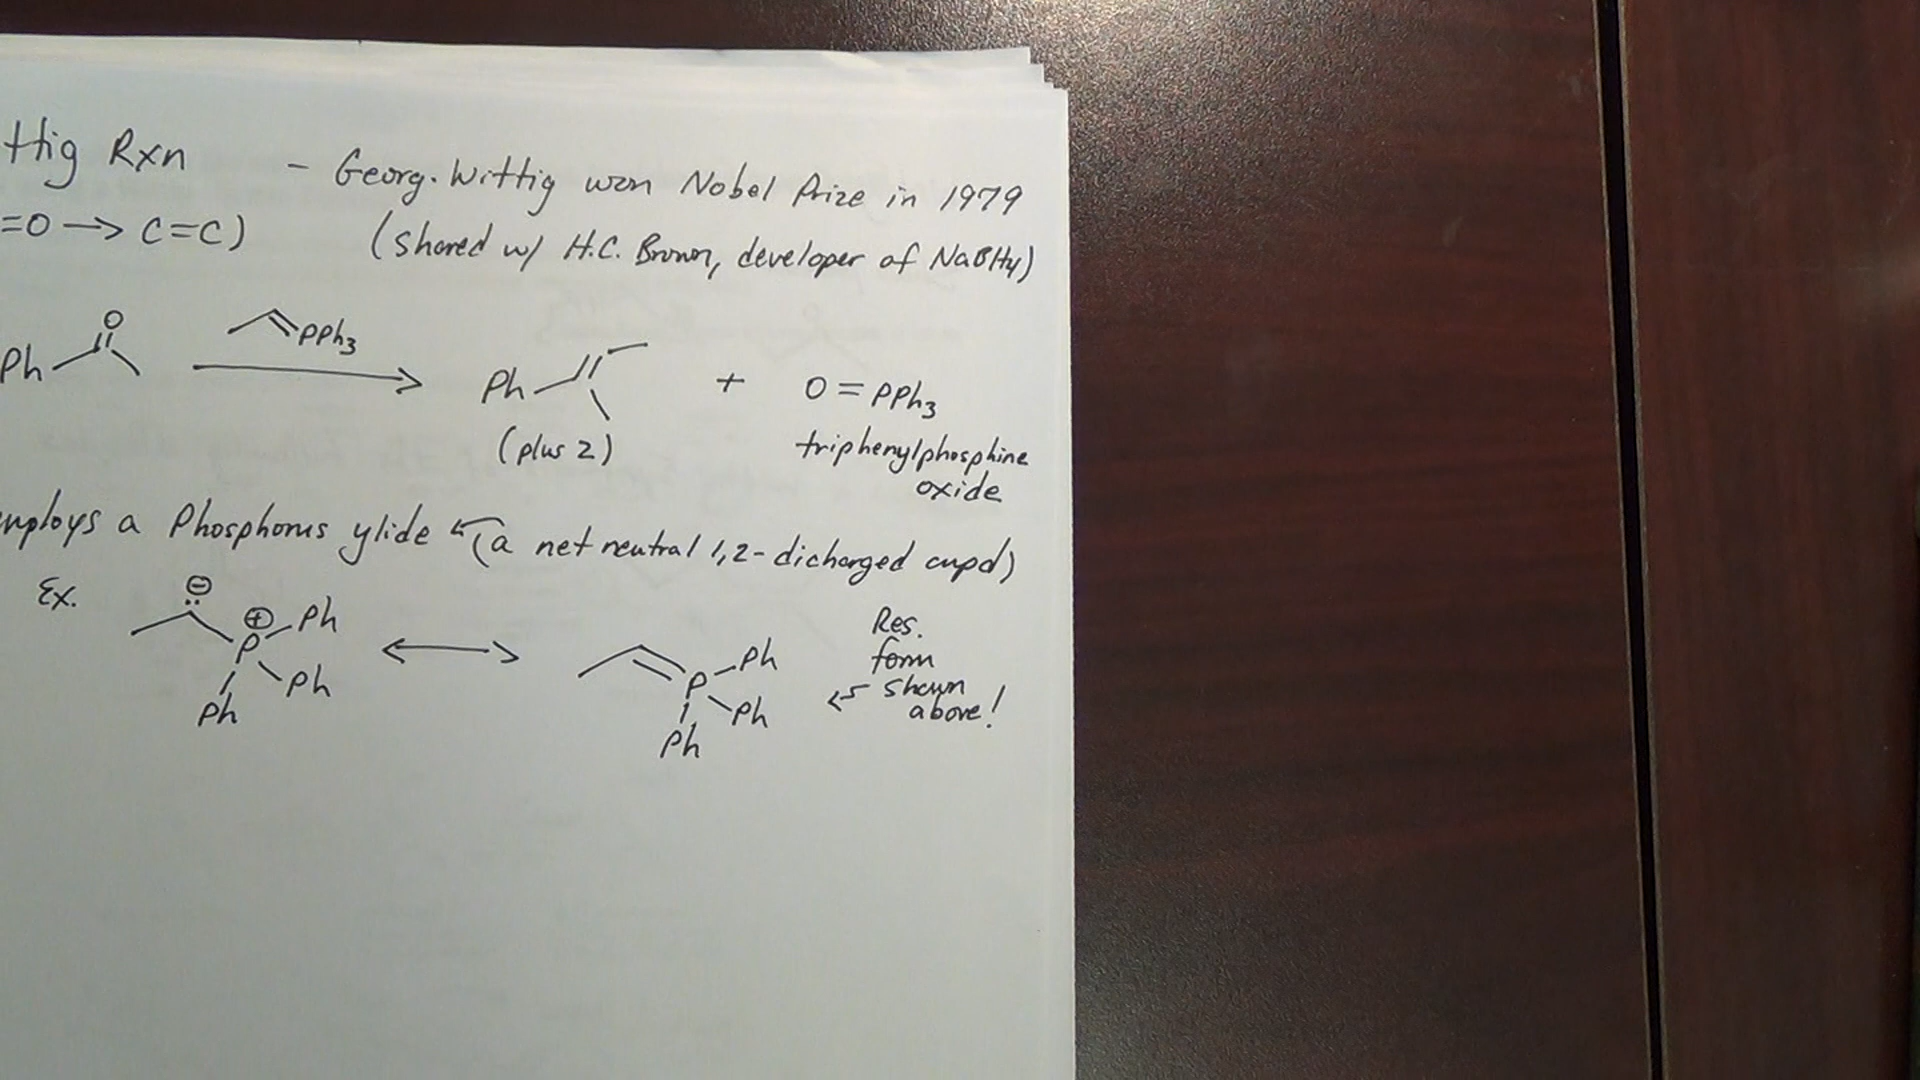 ttig Rxn - Georg. Wittig won Nobel Prize in 1979
=O → C=C) (shared w/ H.C. Brown, developer of NaBH4)
O
Ph PPh3 Ph + O = PPh3
(plus Z) triphenylphosphine
oxide
mploys a Phosphorus ylide (a net neutral 1,2-dicharged cmpd)
Ex. ⊖ ⊕ Ph Res.
P Ph form
Ph P Ph shown
Ph Ph above!
Ph